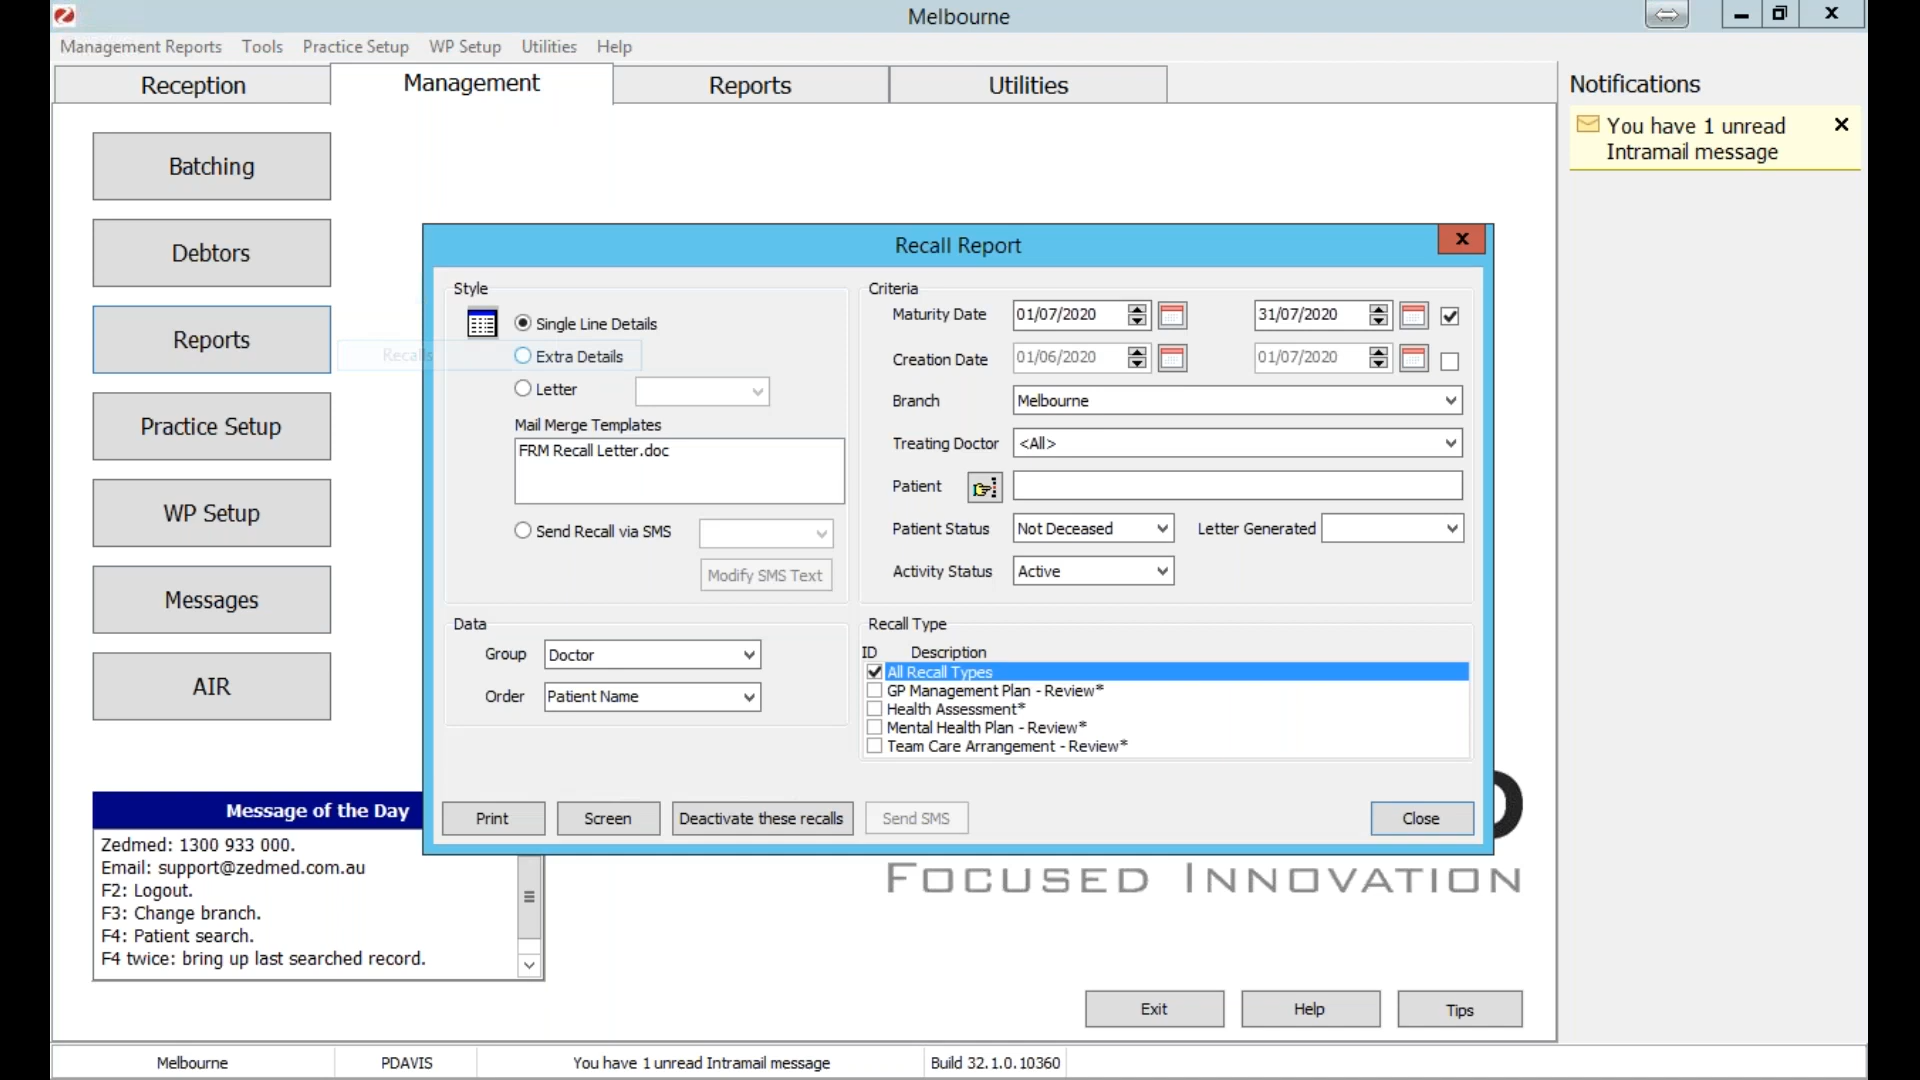 Melbourne
Management Reports Tools Practice Setup WP Setup Utilities Help
Reception Management Reports Utilities
Notifications
You have 1 unread
Intramail message
Batching
Debtors
Reports
Practice Setup
WP Setup
Messages
AIR
Recalls
Recall Report
Style
Single Line Details
Extra Details
Letter
Mail Merge Templates
FRM Recall Letter.doc
Send Recall via SMS
Modify SMS Text
Data
Group Doctor
Order Patient Name
Criteria
Maturity Date 01/07/2020 31/07/2020
Creation Date 01/06/2020 01/07/2020
Branch Melbourne
Treating Doctor <All>
Patient
Patient Status Not Deceased Letter Generated
Activity Status Active
Recall Type
ID Description
All Recall Types
GP Management Plan - Review*
Health Assessment*
Mental Health Plan - Review*
Team Care Arrangement - Review*
Print Screen Deactivate these recalls Send SMS Close
Message of the Day
Zedmed: 1300 933 000.
Email: support@zedmed.com.au
F2: Logout.
F3: Change branch.
F4: Patient search.
F4 twice: bring up last searched record.
FOCUSED INNOVATION
Exit Help Tips
Melbourne PDAVIS You have 1 unread Intramail message Build 32.1.0.10360